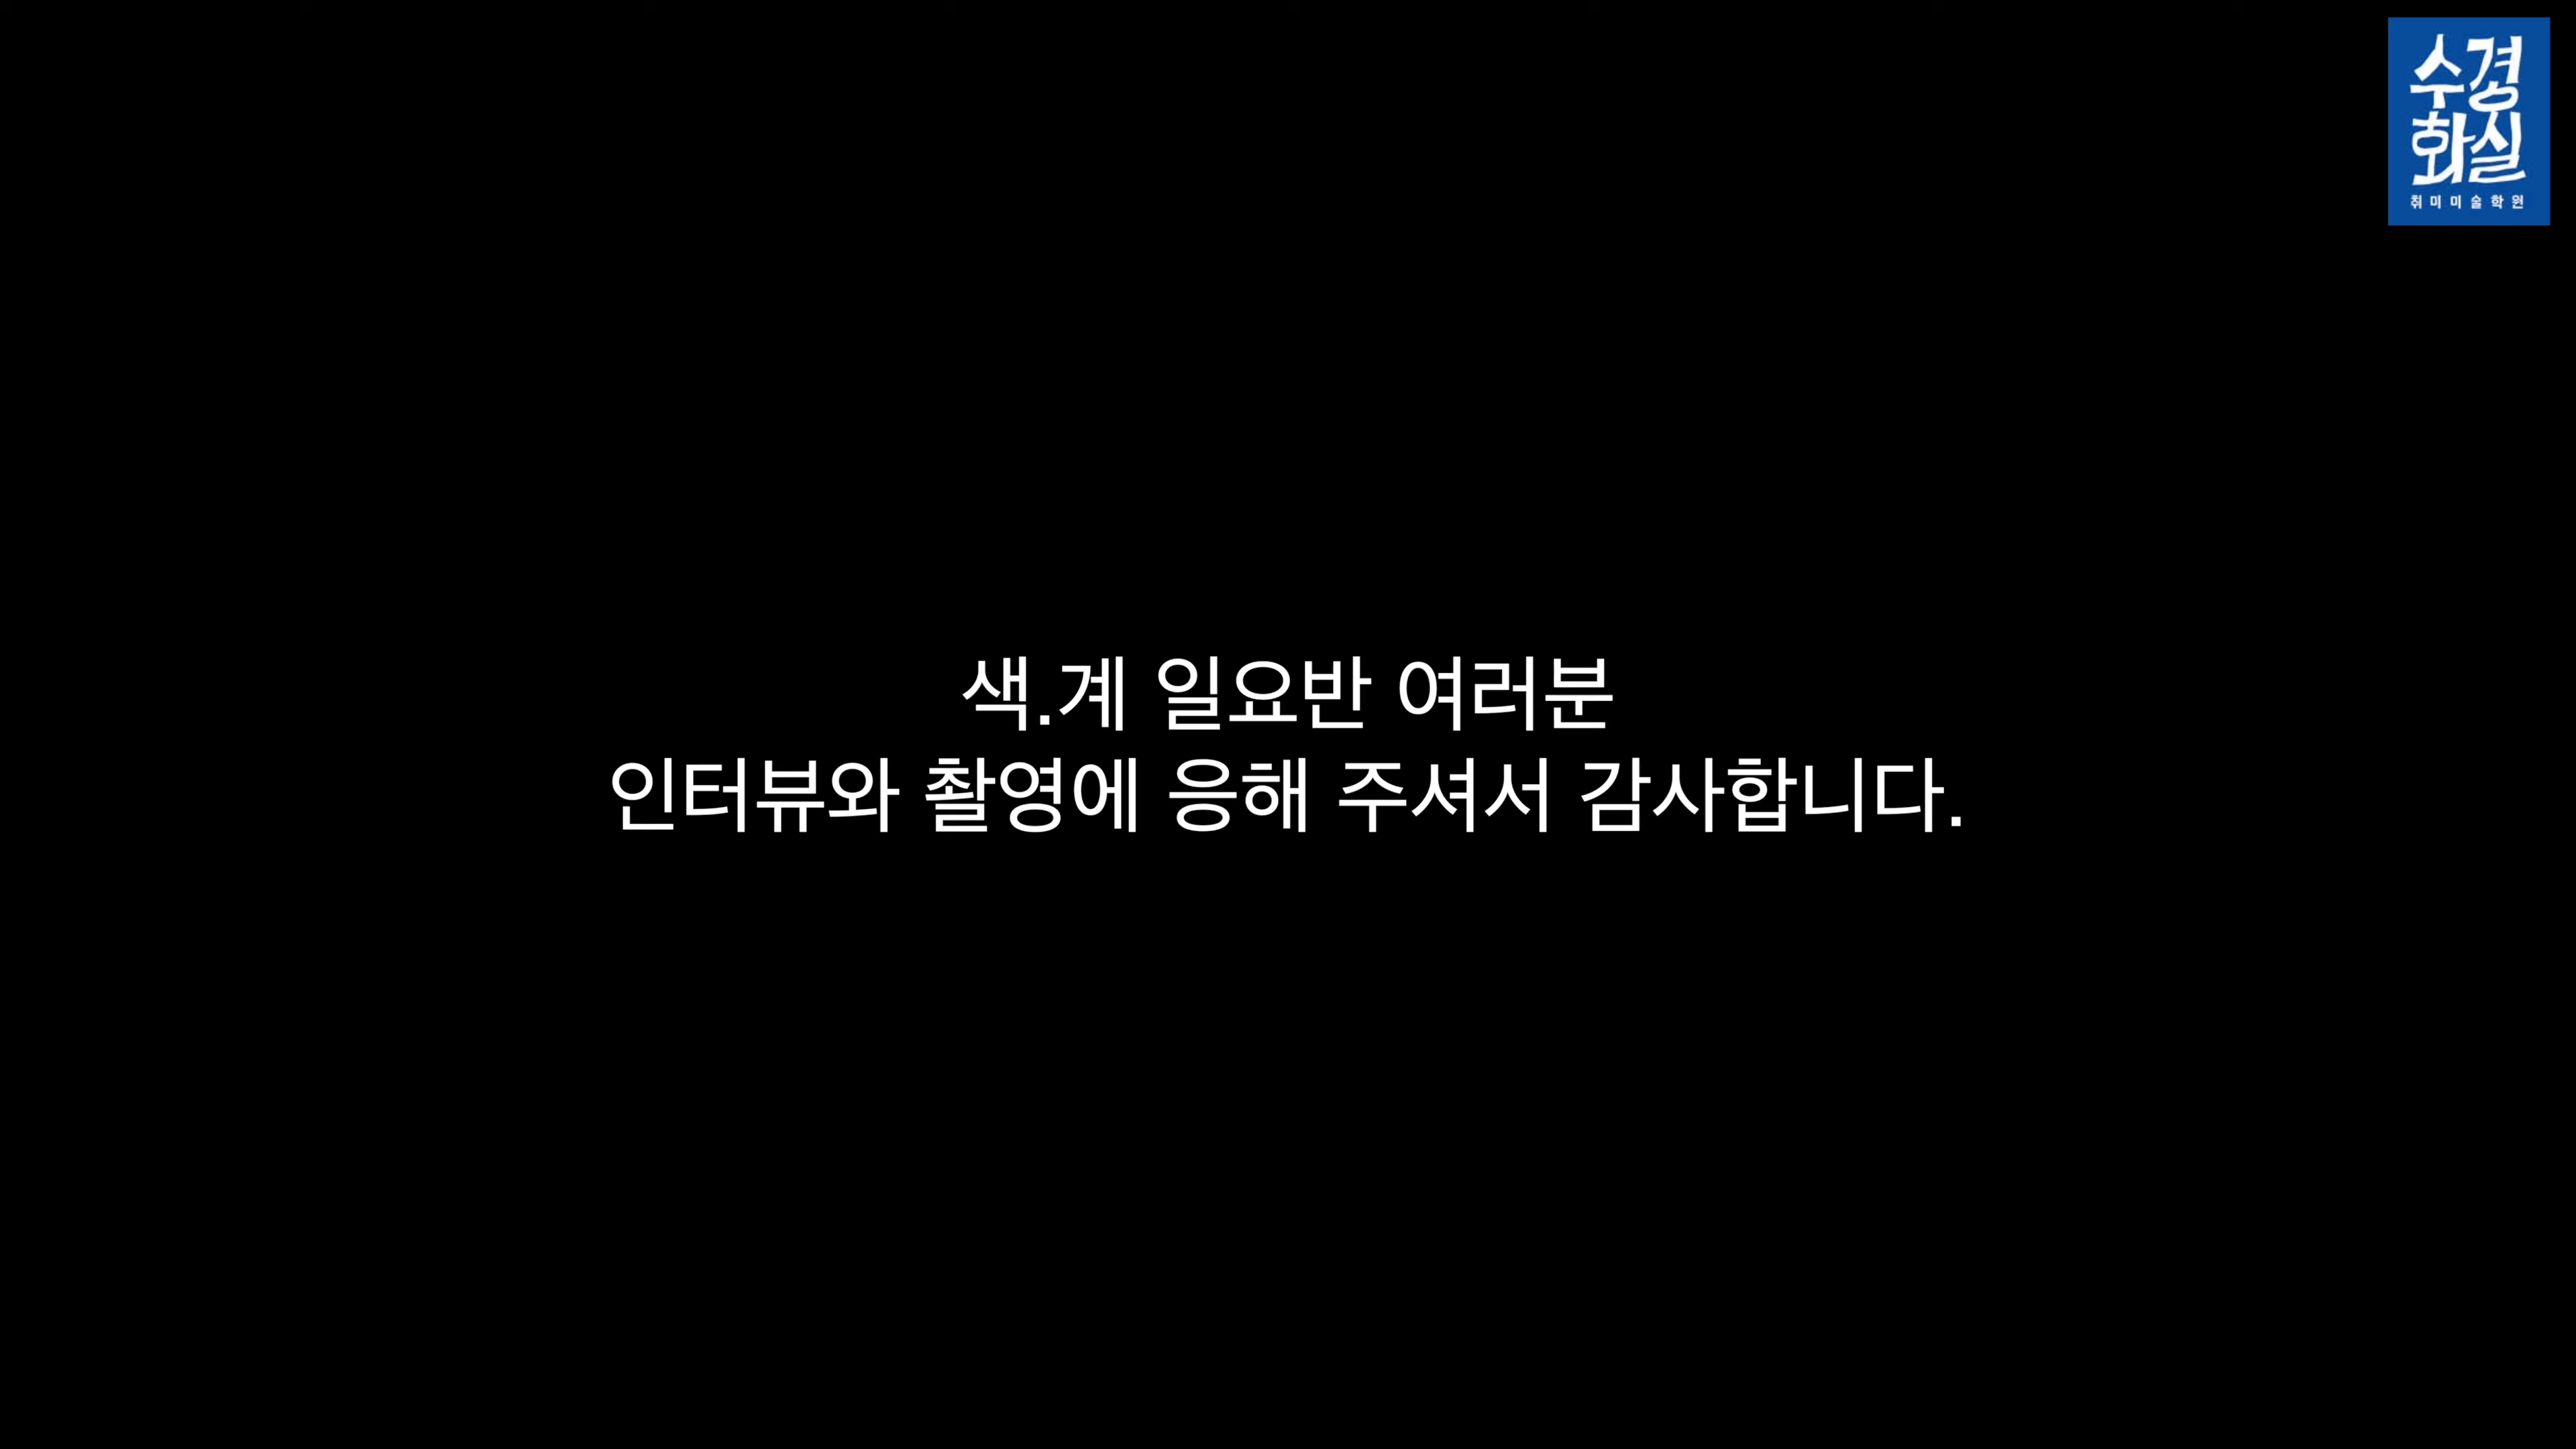 수경
화실
취미미술학원
색.계 일요반 여러분
인터뷰와 촬영에 응해 주셔서 감사합니다.